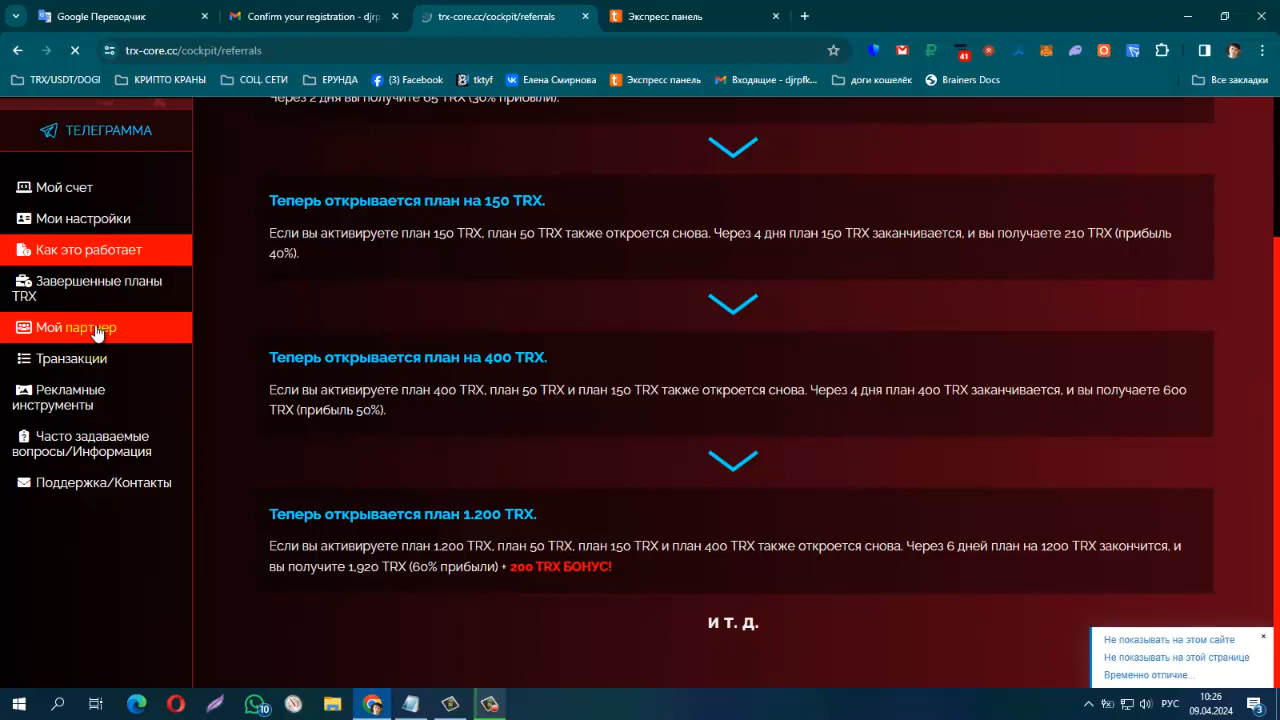 Google Переводчик
Confirm your registration - djrp
trx-core.cc/cockpit/referrals
Экспресс панель
trx-core.cc/cockpit/referrals
41
TRX/USDT/DOGI
КРИПТО КРАНЫ
СОЦ. СЕТИ
ЕРУНДА
(3) Facebook
tktyf
Елена Смирнова
Экспресс панель
Входящие - djrpfk...
доги кошелёк
Brainers Docs
Все закладки
Через 2 дня вы получите 65 TRX (30% прибыли).
ТЕЛЕГРАММА
Мой счет
Мои настройки
Как это работает
Завершенные планы
TRX
Мой партнер
Транзакции
Рекламные
инструменты
Часто задаваемые
вопросы/Информация
Поддержка/Контакты
Теперь открывается план на 150 TRX.
Если вы активируете план 150 TRX, план 50 TRX также откроется снова. Через 4 дня план 150 TRX заканчивается, и вы получаете 210 TRX (прибыль
40%).
Теперь открывается план на 400 TRX.
Если вы активируете план 400 TRX, план 50 TRX и план 150 TRX также откроется снова. Через 4 дня план 400 TRX заканчивается, и вы получаете 600
TRX (прибыль 50%).
Теперь открывается план 1.200 TRX.
Если вы активируете план 1.200 TRX, план 50 TRX, план 150 TRX и план 400 TRX также откроется снова. Через 6 дней план на 1200 TRX закончится, и
вы получите 1,920 TRX (60% прибыли) + 200 TRX БОНУС!
И Т. Д.
Не показывать на этом сайте
Не показывать на этой странице
Временно отличие...
10
РУС
10:26
09.04.2024
3